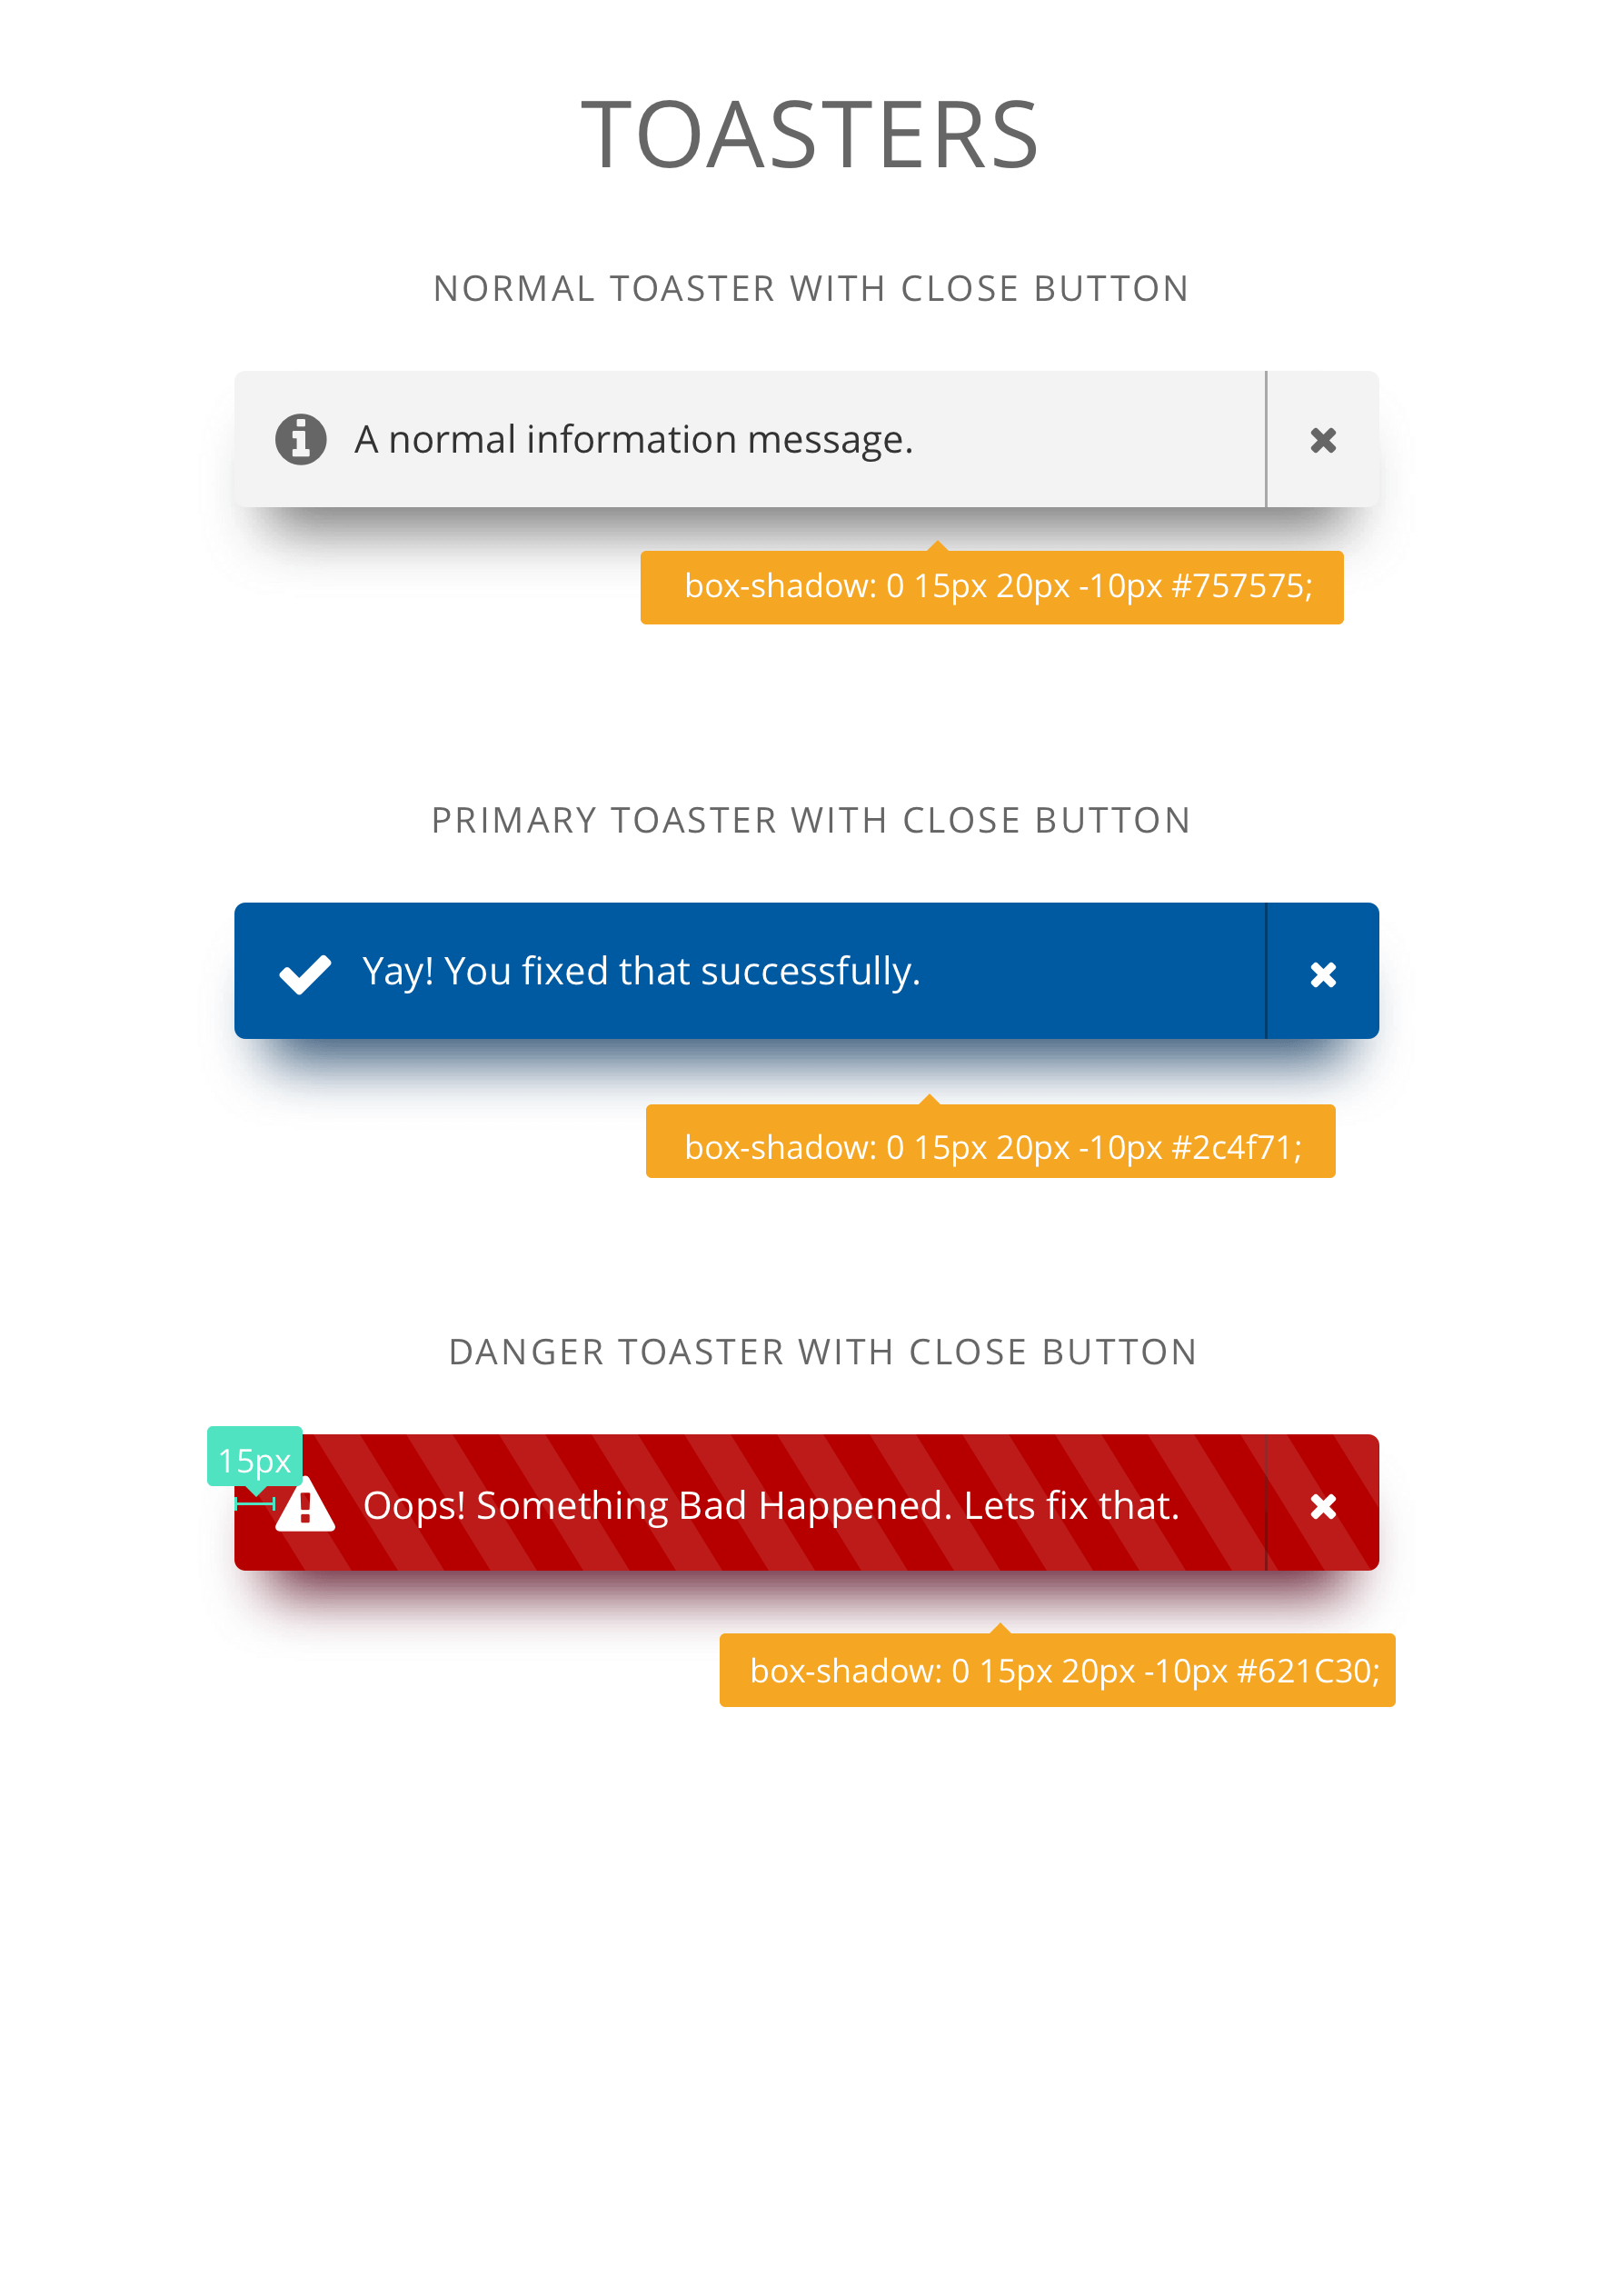 TOASTERS
NORMAL TOASTER WITH CLOSE BUTTON
A normal information message.
box-shadow: 0 15px 20px -10px #757575;
PRIMARY TOASTER WITH CLOSE BUTTON
Yay! You fixed that successfully.
box-shadow: 0 15px 20px -10px #2c4f71;
DANGER TOASTER WITH CLOSE BUTTON
15px
Oops! Something Bad Happened. Lets fix that.
box-shadow: 0 15px 20px -10px #621C30;